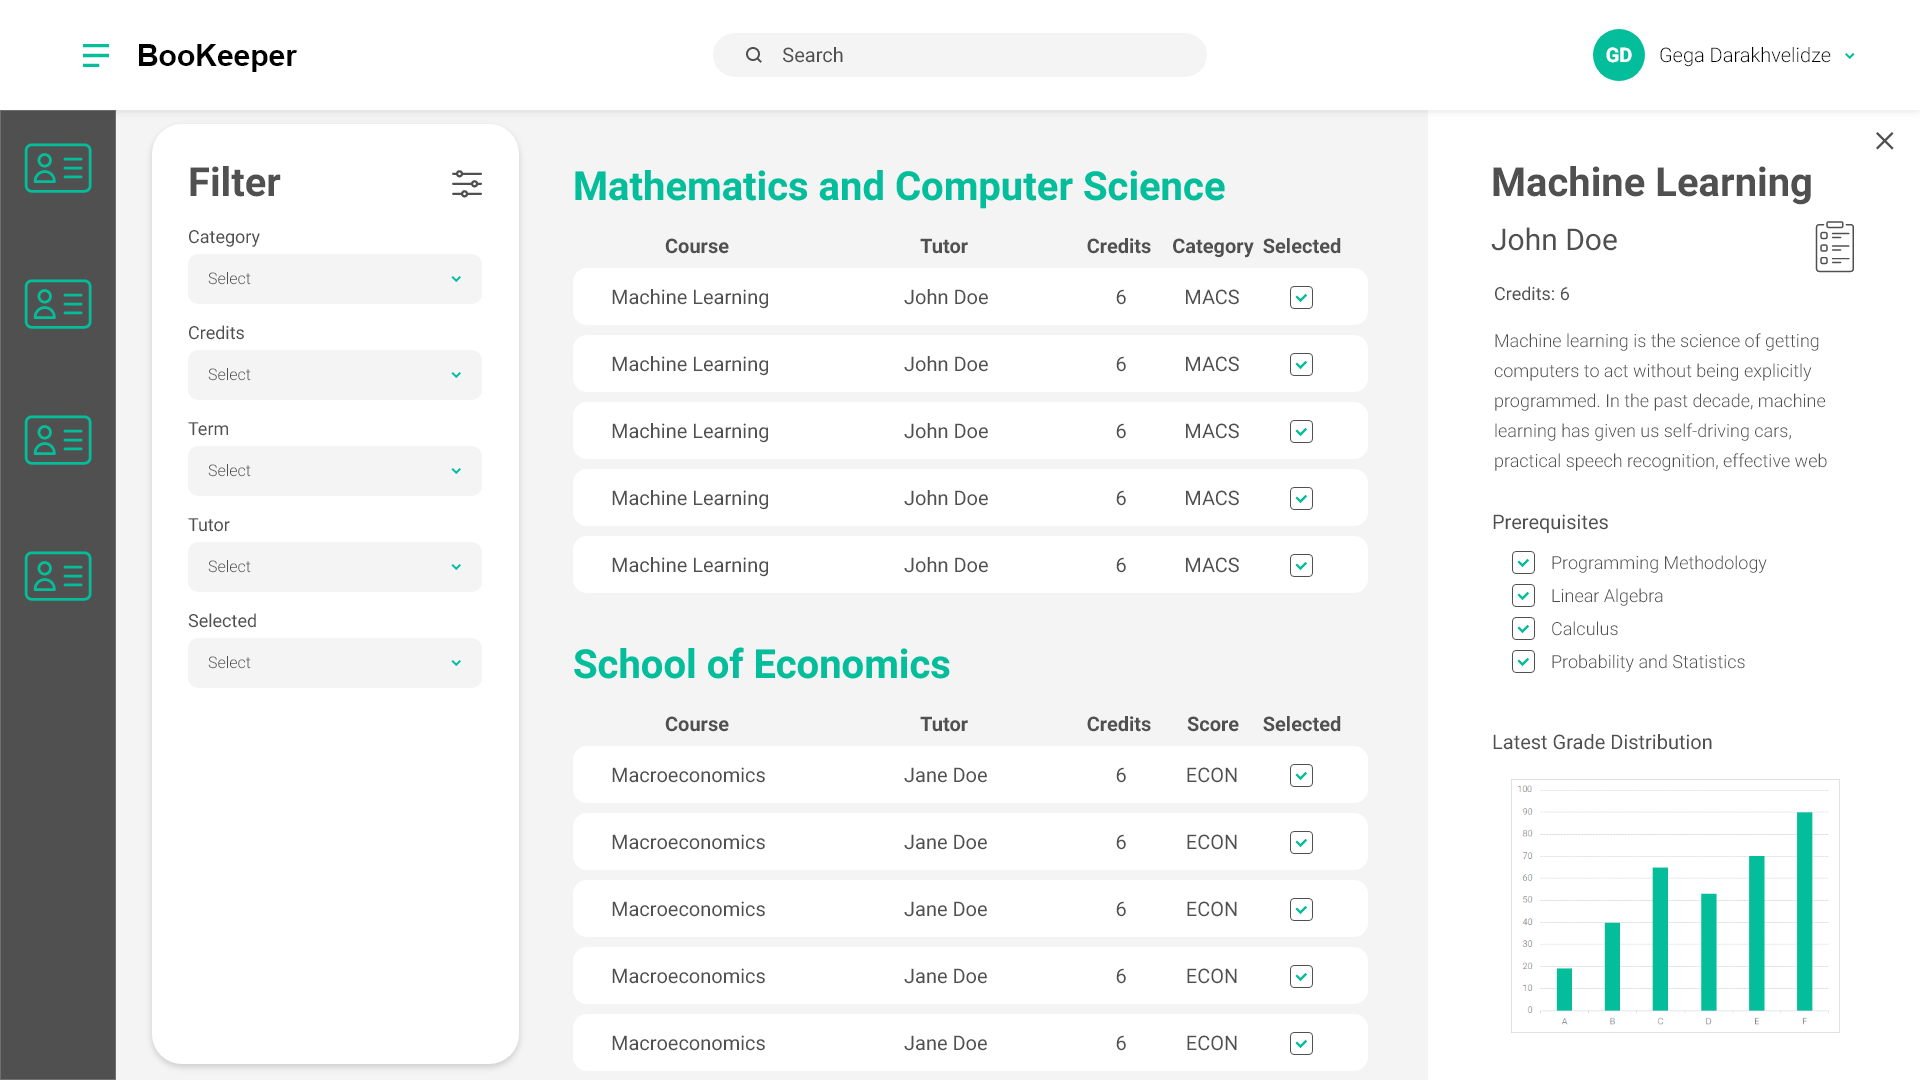 BooKeeper
Search
GD
Gega Darakhvelidze
Filter
Category
Select
Credits
Select
Term
Select
Tutor
Select
Selected
Select
Mathematics and Computer Science
Course Tutor Credits Category Selected
Machine Learning John Doe 6 MACS
Machine Learning John Doe 6 MACS
Machine Learning John Doe 6 MACS
Machine Learning John Doe 6 MACS
Machine Learning John Doe 6 MACS
School of Economics
Course Tutor Credits Score Selected
Macroeconomics Jane Doe 6 ECON
Macroeconomics Jane Doe 6 ECON
Macroeconomics Jane Doe 6 ECON
Macroeconomics Jane Doe 6 ECON
Macroeconomics Jane Doe 6 ECON
Machine Learning
John Doe
Credits: 6
Machine learning is the science of getting
computers to act without being explicitly
programmed. In the past decade, machine
learning has given us self-driving cars,
practical speech recognition, effective web
Prerequisites
Programming Methodology
Linear Algebra
Calculus
Probability and Statistics
Latest Grade Distribution
100
90
80
70
60
50
40
30
20
10
0
A B C D E F